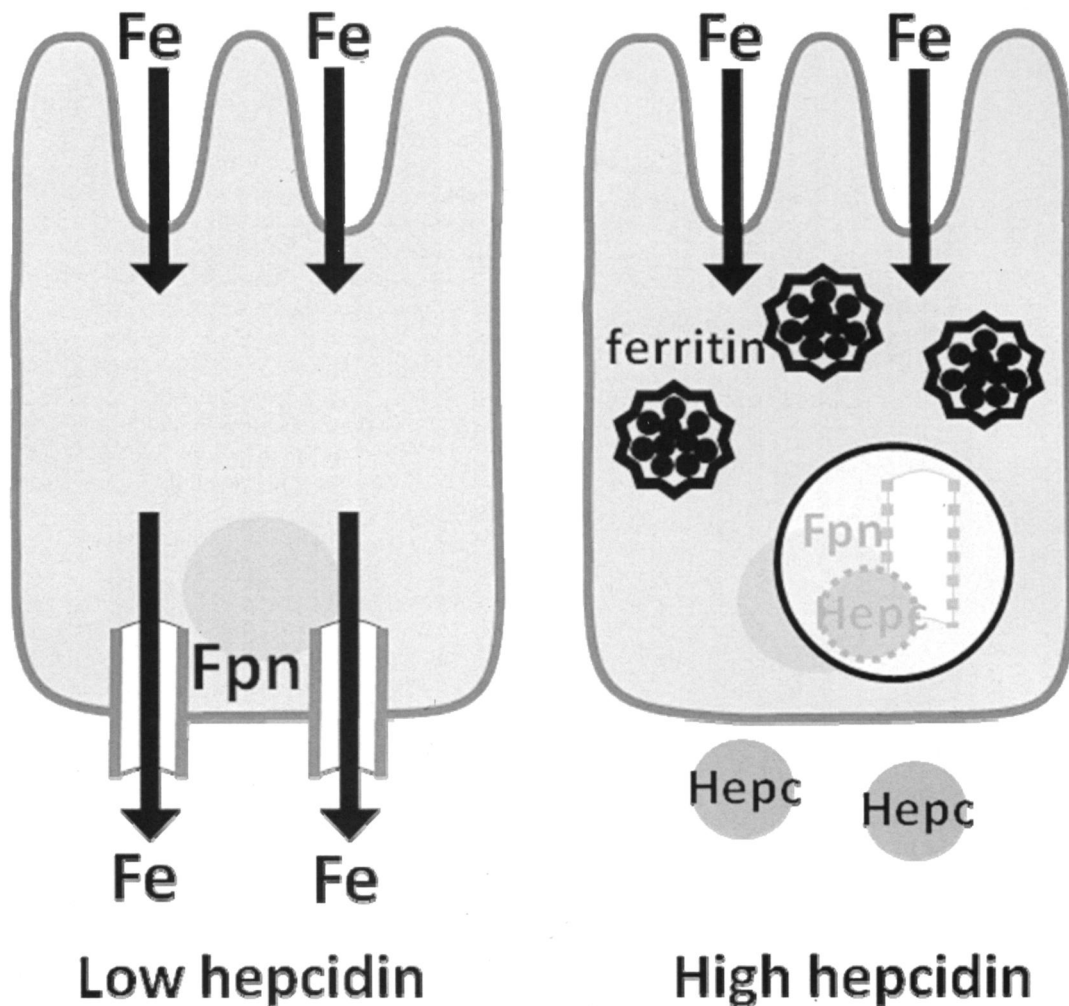 Fe Fe
Fpn
Fe Fe
Low hepcidin
Fe Fe
ferritin
Fpn
Hepc
Hepc
Hepc
High hepcidin